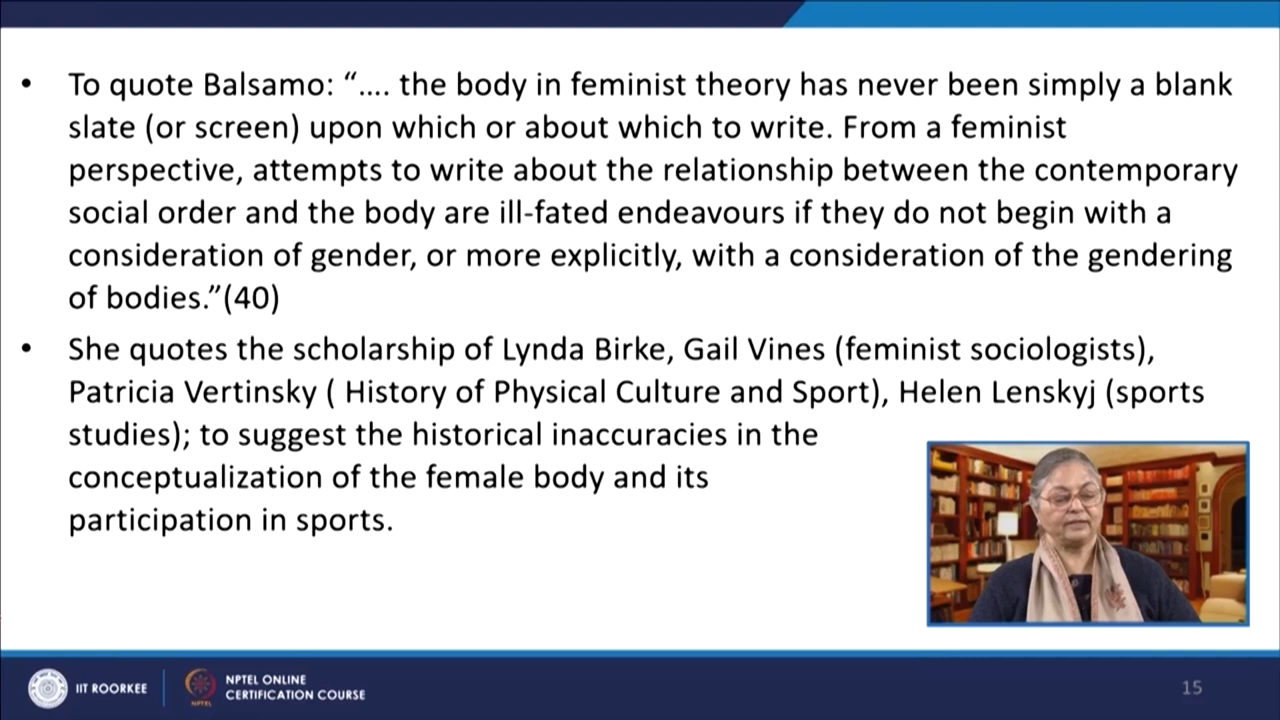 • To quote Balsamo: “.... the body in feminist theory has never been simply a blank
slate (or screen) upon which or about which to write. From a feminist
perspective, attempts to write about the relationship between the contemporary
social order and the body are ill-fated endeavours if they do not begin with a
consideration of gender, or more explicitly, with a consideration of the gendering
of bodies.”(40)
• She quotes the scholarship of Lynda Birke, Gail Vines (feminist sociologists),
Patricia Vertinsky ( History of Physical Culture and Sport), Helen Lenskyj (sports
studies); to suggest the historical inaccuracies in the
conceptualization of the female body and its
participation in sports.
IIT ROORKEE
NPTEL
NPTEL ONLINE
CERTIFICATION COURSE
15